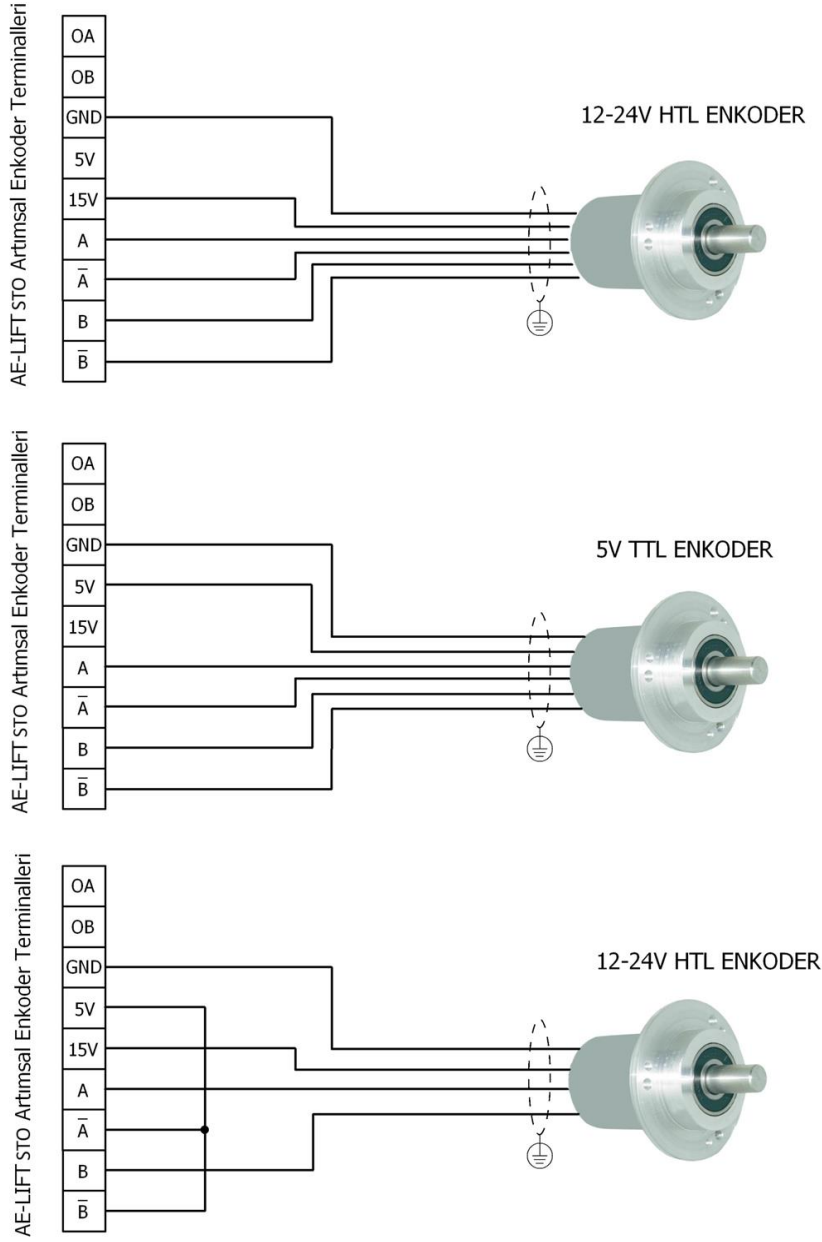 AE-LIFT STO Artımsal Enkoder Terminalleri
OA
OB
GND
5V
15V
A
A̅
B
B̅
12-24V HTL ENKODER
AE-LIFT STO Artımsal Enkoder Terminalleri
OA
OB
GND
5V
15V
A
A̅
B
B̅
5V TTL ENKODER
AE-LIFT STO Artımsal Enkoder Terminalleri
OA
OB
GND
5V
15V
A
A̅
B
B̅
12-24V HTL ENKODER